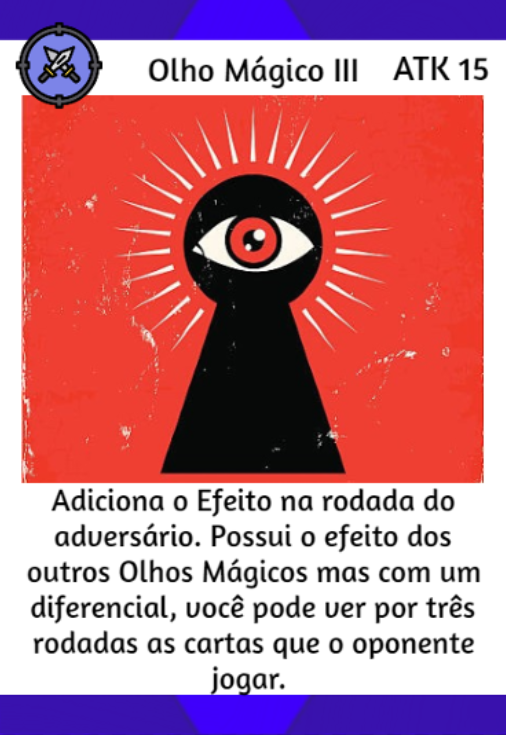 Olho Mágico III ATK 15
Adiciona o Efeito na rodada do
adversário. Possui o efeito dos
outros Olhos Mágicos mas com um
diferencial, você pode ver por três
rodadas as cartas que o oponente
jogar.